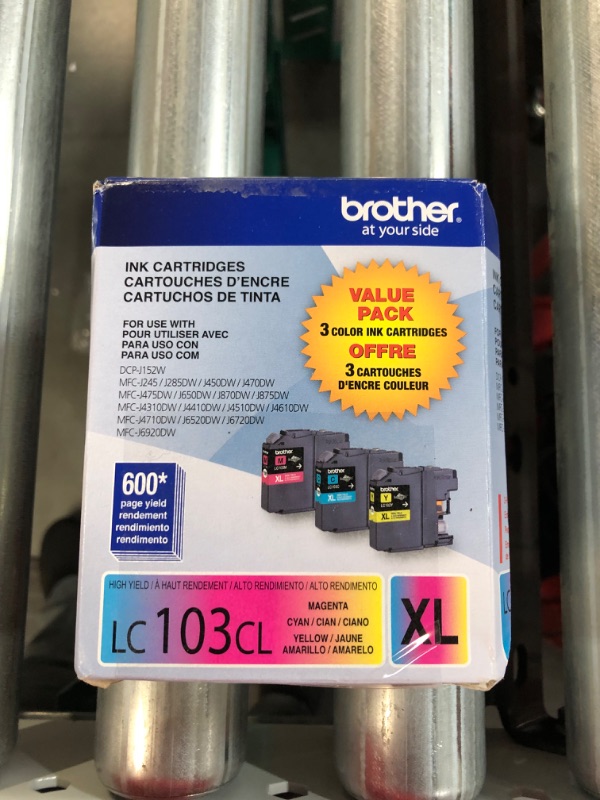 brother
at your side
INK CARTRIDGES
CARTOUCHES D'ENCRE
CARTUCHOS DE TINTA
FOR USE WITH
POUR UTILISER AVEC
PARA USO CON
PARA USO COM
DCP-J152W
MFC-J245 / J285DW / J450DW / J470DW
MFC-J475DW / J650DW / J870DW / J875DW
MFC-J4310DW / J4410DW / J4510DW / J4610DW
MFC-J4710DW / J6520DW / J6720DW
MFC-J6920DW
VALUE
PACK
3 COLOR INK CARTRIDGES
OFFRE
3 CARTOUCHES
D'ENCRE COULEUR
M
XL
brother
C
XL
Y
XL
600*
page yield
rendement
rendimiento
rendimento
HIGH YIELD / À HAUT RENDEMENT / ALTO RENDIMIENTO / ALTO RENDIMENTO
LC 103CL
MAGENTA
CYAN / CIAN / CIANO
YELLOW / JAUNE
AMARILLO / AMARELO
XL